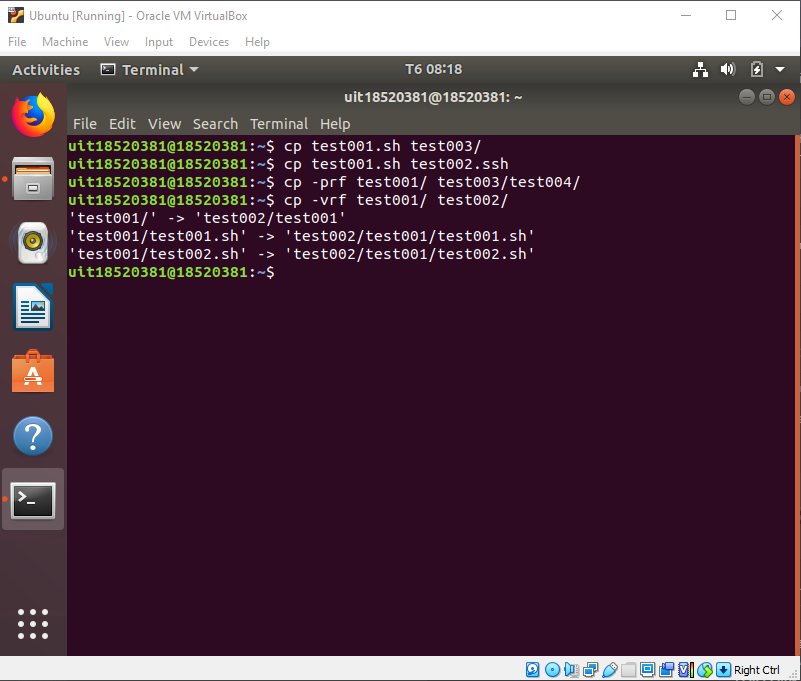 Ubuntu [Running] - Oracle VM VirtualBox
File Machine View Input Devices Help
Activities Terminal T6 08:18
uit18520381@18520381: ~
File Edit View Search Terminal Help
uit18520381@18520381:~$ cp test001.sh test003/
uit18520381@18520381:~$ cp test001.sh test002.ssh
uit18520381@18520381:~$ cp -prf test001/ test003/test004/
uit18520381@18520381:~$ cp -vrf test001/ test002/
'test001/' -> 'test002/test001'
'test001/test001.sh' -> 'test002/test001/test001.sh'
'test001/test002.sh' -> 'test002/test001/test002.sh'
uit18520381@18520381:~$
Right Ctrl